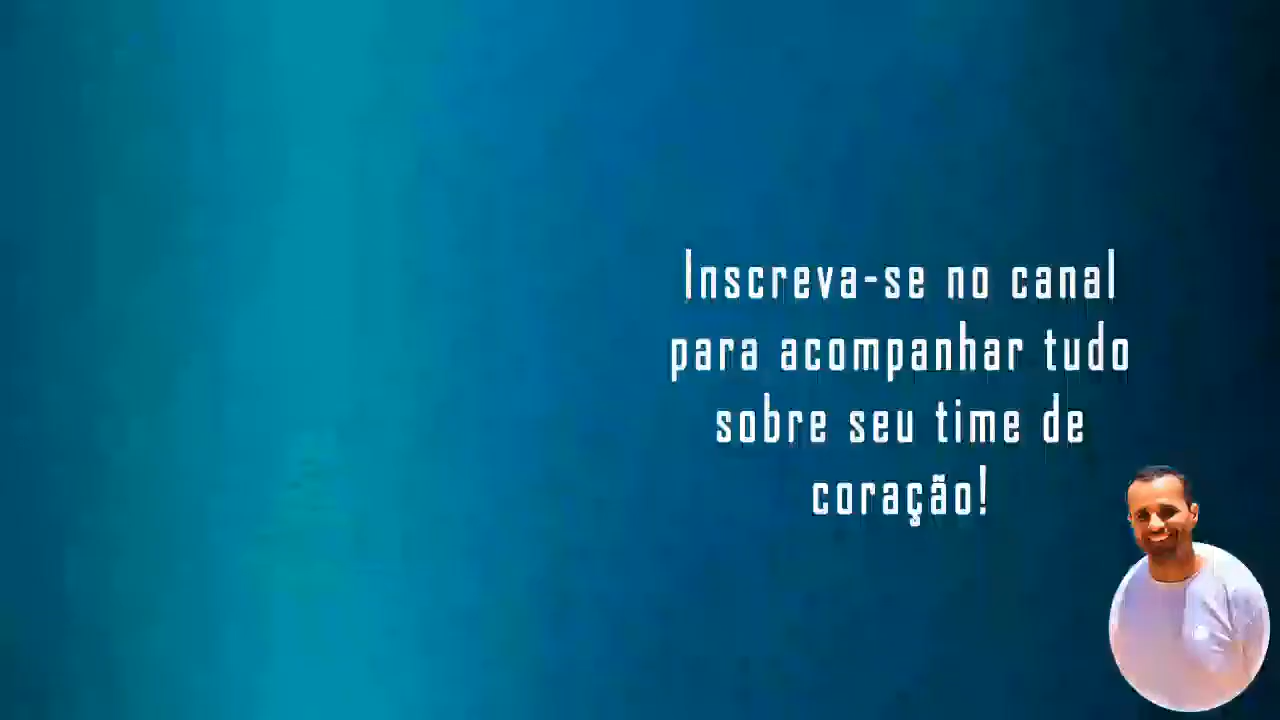 Inscreva-se no canal
para acompanhar tudo
sobre seu time de
coração!